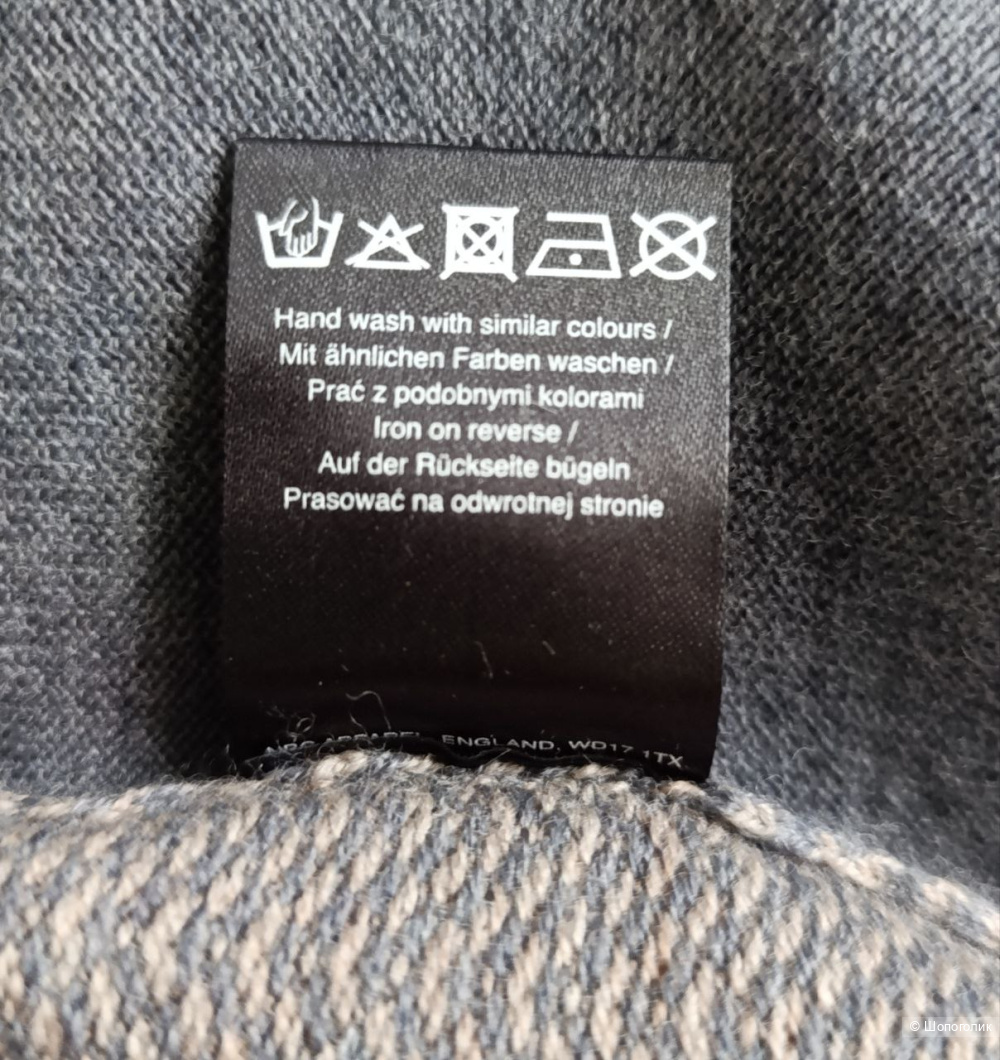 Hand wash with similar colours /
Mit ähnlichen Farben waschen /
Prać z podobnymi kolorami
Iron on reverse /
Auf der Rückseite bügeln
Prasować na odwrotnej stronie
ENGLAND, WD17 1TX
© Шопоголик